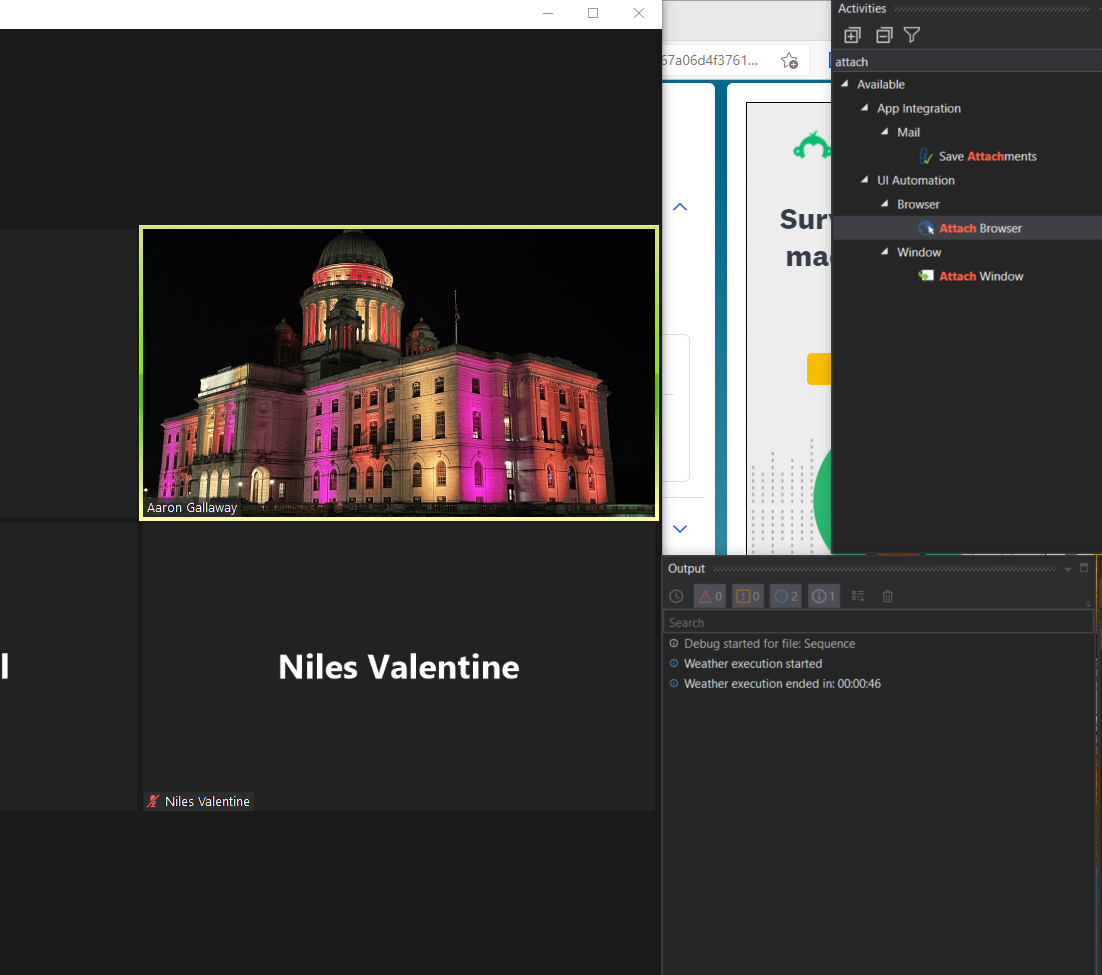 67a06d4f3761...
Surv
Aaron Gallaway
l
Niles Valentine
Niles Valentine
Activities
attach
Available
App Integration
Mail
Save Attachments
UI Automation
Browser
Attach Browser
Window
Attach Window
Output
0
0
2
1
Search
Debug started for file: Sequence
Weather execution started
Weather execution ended in: 00:00:46